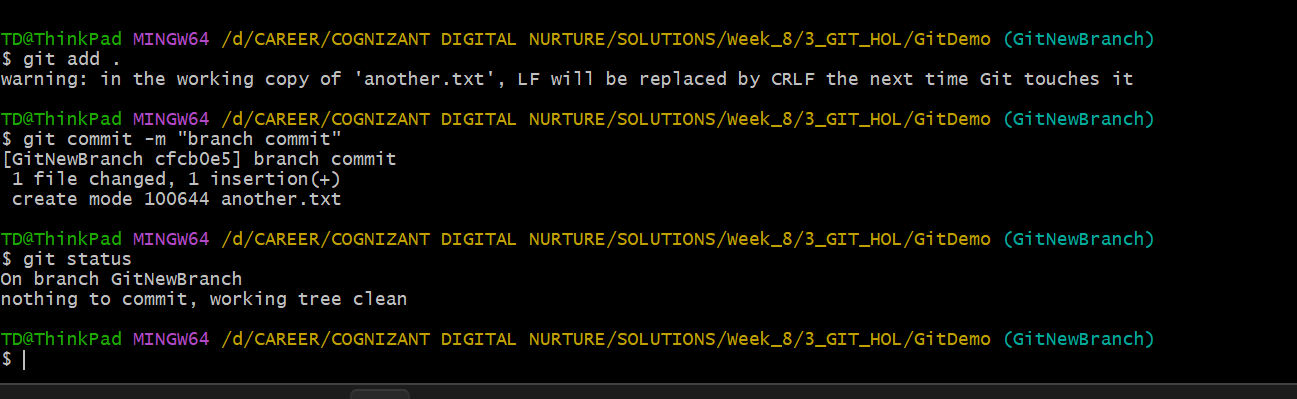 TD@ThinkPad MINGW64 /d/CAREER/COGNIZANT DIGITAL NURTURE/SOLUTIONS/Week_8/3_GIT_HOL/GitDemo (GitNewBranch)
$ git add .
warning: in the working copy of 'another.txt', LF will be replaced by CRLF the next time Git touches it
TD@ThinkPad MINGW64 /d/CAREER/COGNIZANT DIGITAL NURTURE/SOLUTIONS/Week_8/3_GIT_HOL/GitDemo (GitNewBranch)
$ git commit -m "branch commit"
[GitNewBranch cfcb0e5] branch commit
 1 file changed, 1 insertion(+)
 create mode 100644 another.txt
TD@ThinkPad MINGW64 /d/CAREER/COGNIZANT DIGITAL NURTURE/SOLUTIONS/Week_8/3_GIT_HOL/GitDemo (GitNewBranch)
$ git status
On branch GitNewBranch
nothing to commit, working tree clean
TD@ThinkPad MINGW64 /d/CAREER/COGNIZANT DIGITAL NURTURE/SOLUTIONS/Week_8/3_GIT_HOL/GitDemo (GitNewBranch)
$